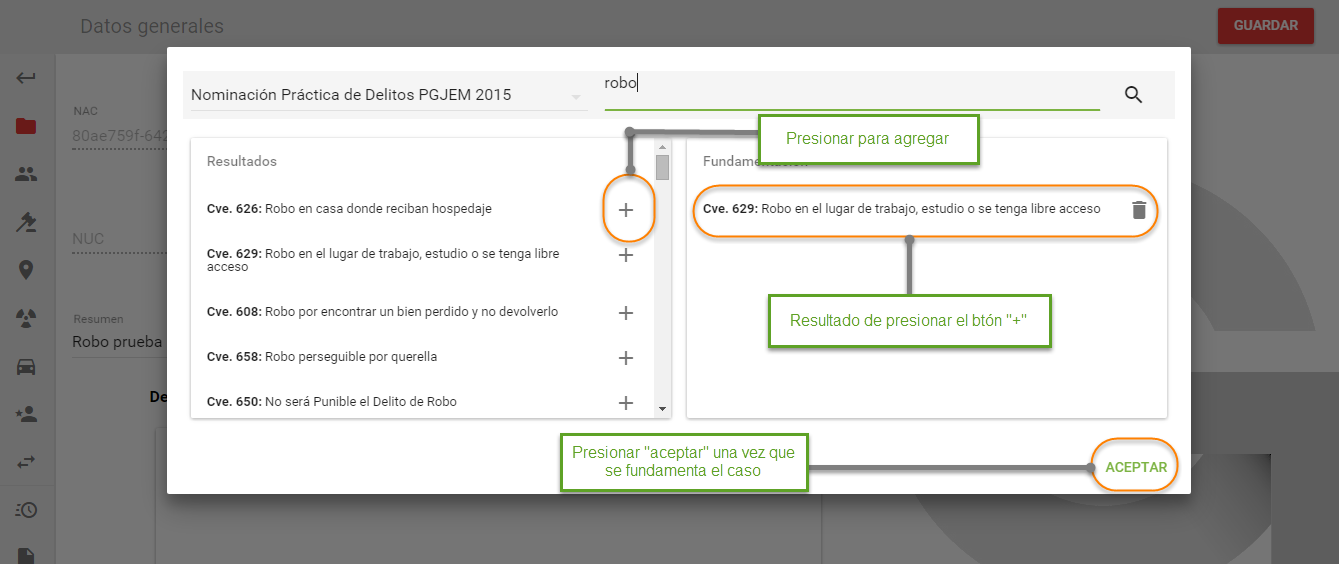 Datos generales
GUARDAR
Nominación Práctica de Delitos PGJEM 2015
robo
NAC
80ae759f-642
NUC
Resumen
Robo prueba
De
Resultados
Cve. 626: Robo en casa donde reciban hospedaje
Cve. 629: Robo en el lugar de trabajo, estudio o se tenga libre
acceso
Cve. 608: Robo por encontrar un bien perdido y no devolverlo
Cve. 658: Robo perseguible por querella
Cve. 650: No será Punible el Delito de Robo
Presionar para agregar
Fundamentación
Cve. 629: Robo en el lugar de trabajo, estudio o se tenga libre acceso
Resultado de presionar el btón "+"
Presionar "aceptar" una vez que
se fundamenta el caso
ACEPTAR